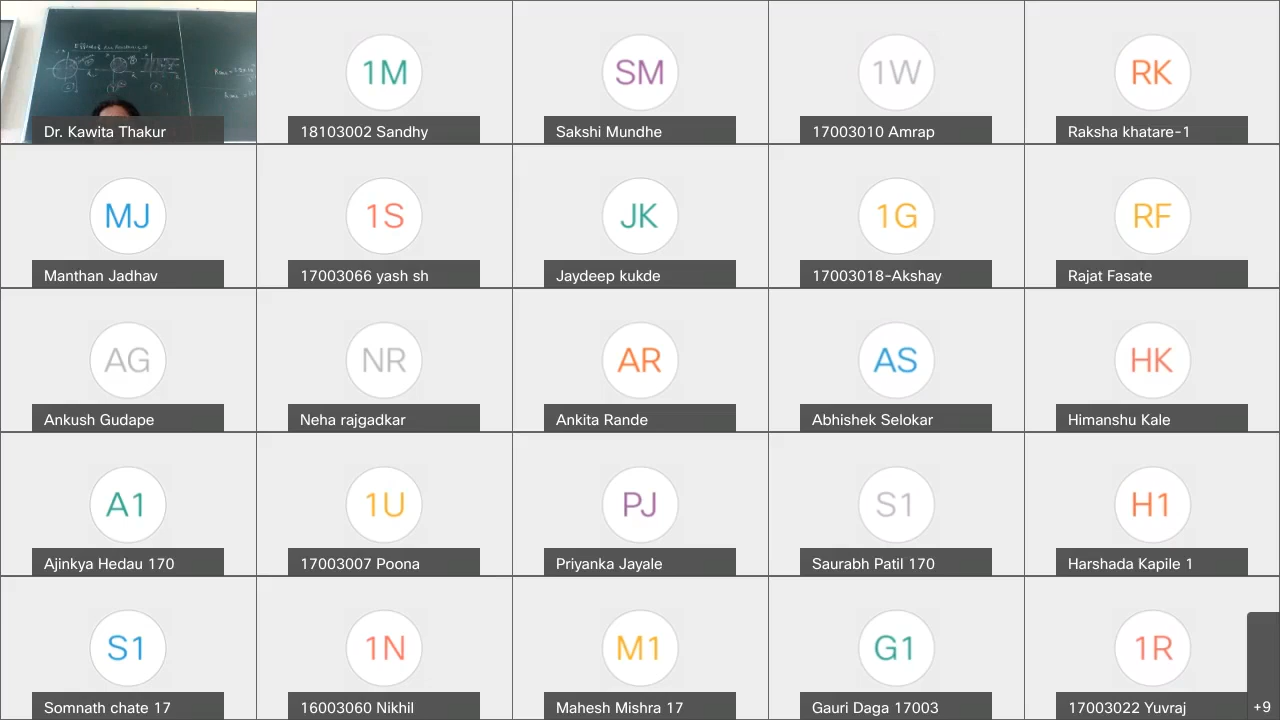 Dr. Kawita Thakur
1M
18103002 Sandhy
SM
Sakshi Mundhe
1W
17003010 Amrap
RK
Raksha khatare-1
MJ
Manthan Jadhav
1S
17003066 yash sh
JK
Jaydeep kukde
1G
17003018-Akshay
RF
Rajat Fasate
AG
Ankush Gudape
NR
Neha rajgadkar
AR
Ankita Rande
AS
Abhishek Selokar
HK
Himanshu Kale
A1
Ajinkya Hedau 170
1U
17003007 Poona
PJ
Priyanka Jayale
S1
Saurabh Patil 170
H1
Harshada Kapile 1
S1
Somnath chate 17
1N
16003060 Nikhil
M1
Mahesh Mishra 17
G1
Gauri Daga 17003
1R
17003022 Yuvraj
+9